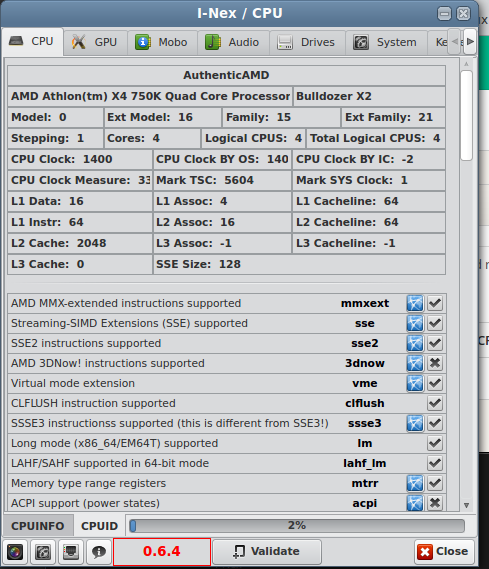 I-Nex / CPU
CPU GPU Mobo Audio Drives System Ke
AuthenticAMD
AMD Athlon(tm) X4 750K Quad Core Processor Bulldozer X2
Model: 0 Ext Model: 16 Family: 15 Ext Family: 21
Stepping: 1 Cores: 4 Logical CPUS: 4 Total Logical CPUS: 4
CPU Clock: 1400 CPU Clock BY OS: 140 CPU Clock BY IC: -2
CPU Clock Measure: 33 Mark TSC: 5604 Mark SYS Clock: 1
L1 Data: 16 L1 Assoc: 4 L1 Cacheline: 64
L1 Instr: 64 L2 Assoc: 16 L2 Cacheline: 64
L2 Cache: 2048 L3 Assoc: -1 L3 Cacheline: -1
L3 Cache: 0 SSE Size: 128
AMD MMX-extended instructions supported mmxext
Streaming-SIMD Extensions (SSE) supported sse
SSE2 instructions supported sse2
AMD 3DNow! instructions supported 3dnow
Virtual mode extension vme
CLFLUSH instruction supported clflush
SSSE3 instructionss supported (this is different from SSE3!) ssse3
Long mode (x86_64/EM64T) supported lm
LAHF/SAHF supported in 64-bit mode lahf_lm
Memory type range registers mtrr
ACPI support (power states) acpi
CPUINFO CPUID 2%
0.6.4 Validate Close